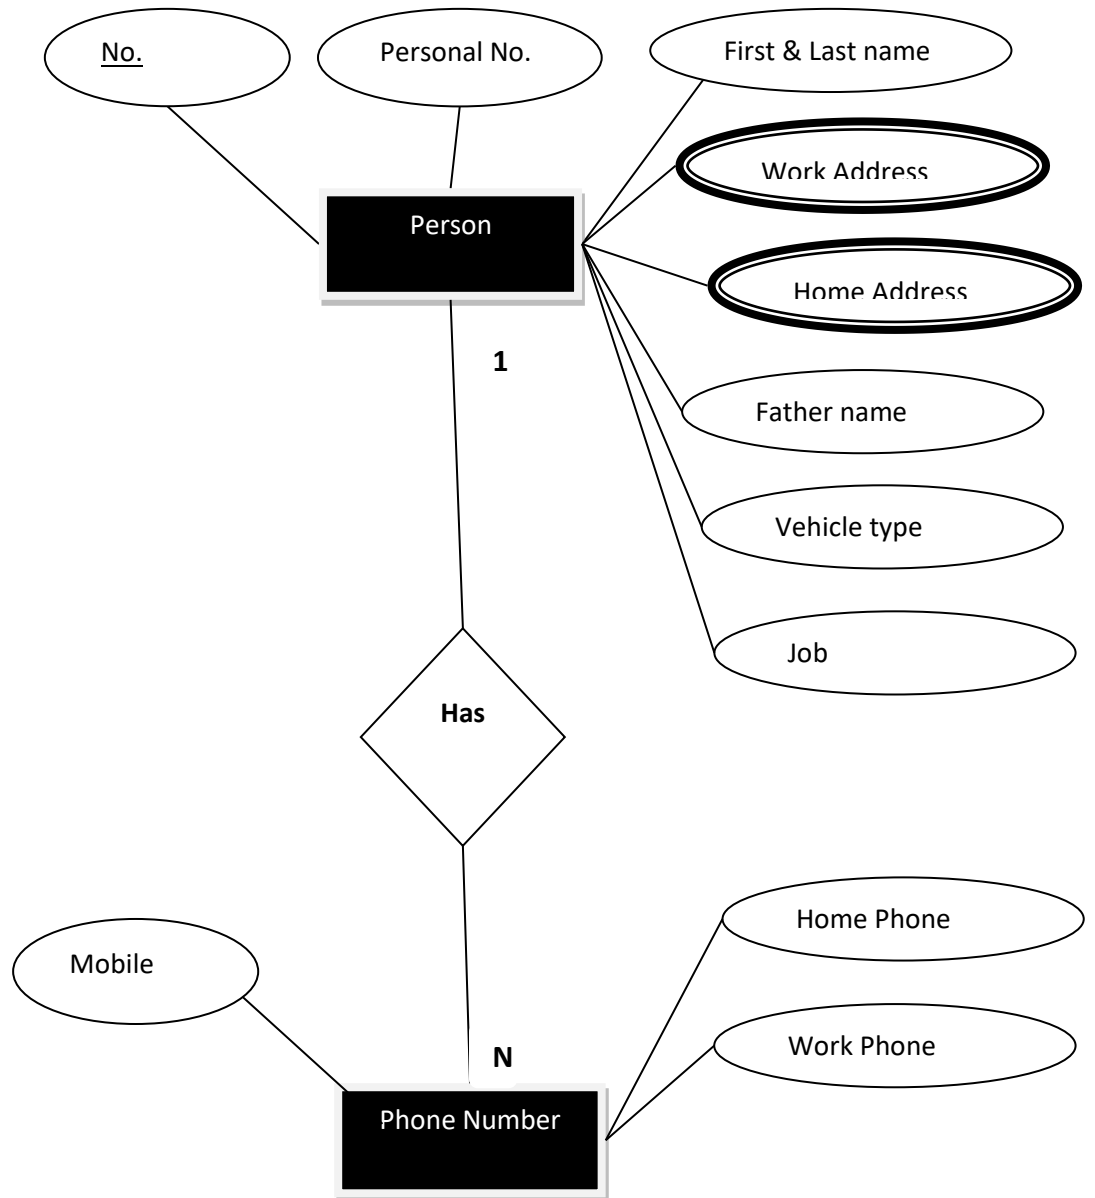 No.
Personal No.
First & Last name
Work Address
Person
Home Address
1
Father name
Vehicle type
Job
Has
Home Phone
Mobile
Work Phone
N
Phone Number